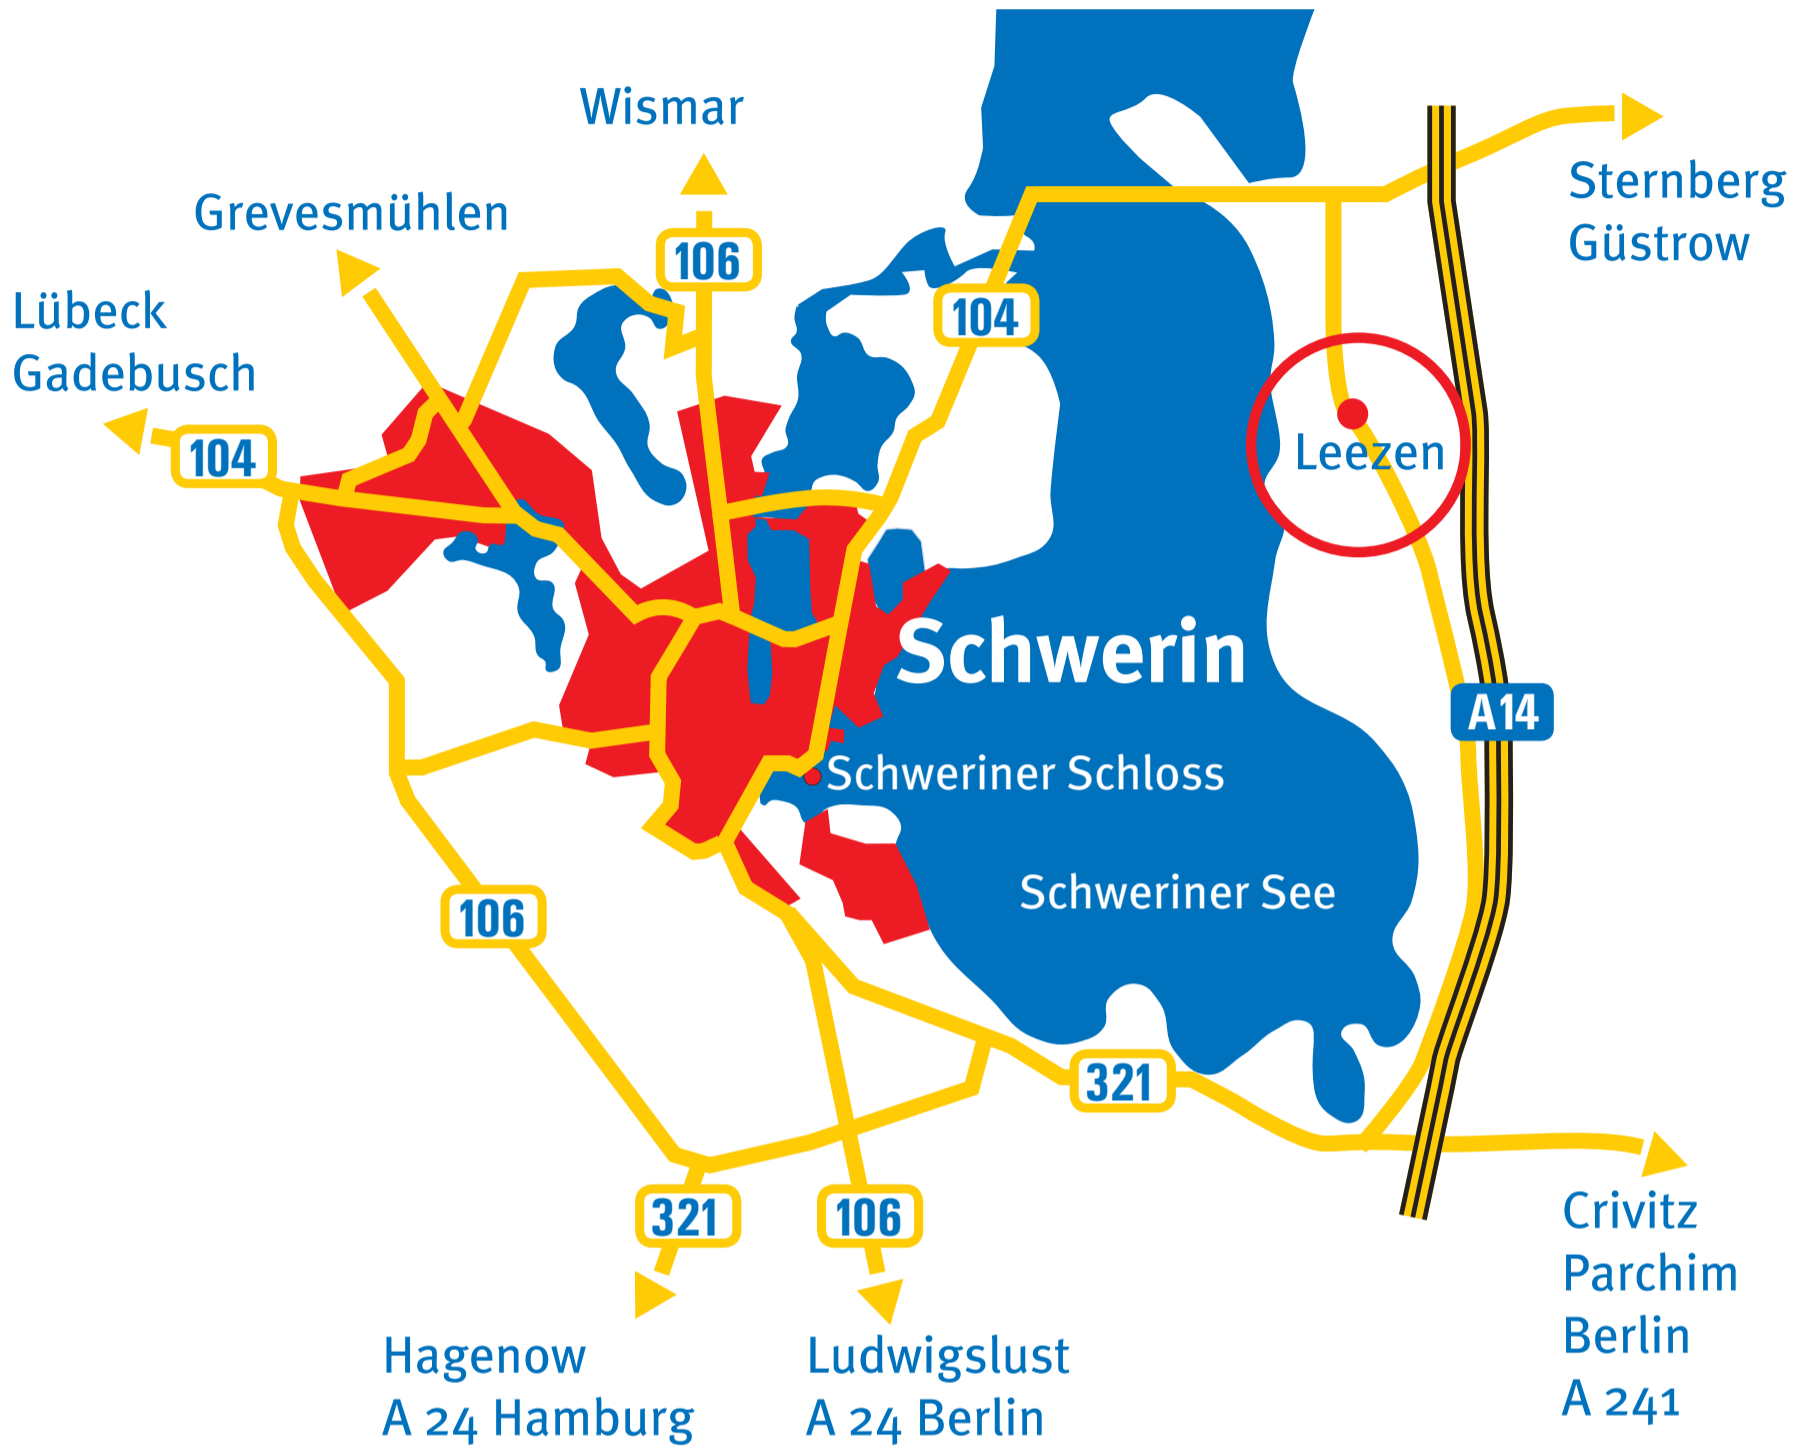 Wismar
Sternberg
Güstrow
Grevesmühlen
106
Lübeck
Gadebusch
104
104
Leezen
Schwerin
A14
Schweriner Schloss
Schweriner See
106
321
321
106
Crivitz
Parchim
Berlin
A 241
Hagenow
A 24 Hamburg
Ludwigslust
A 24 Berlin